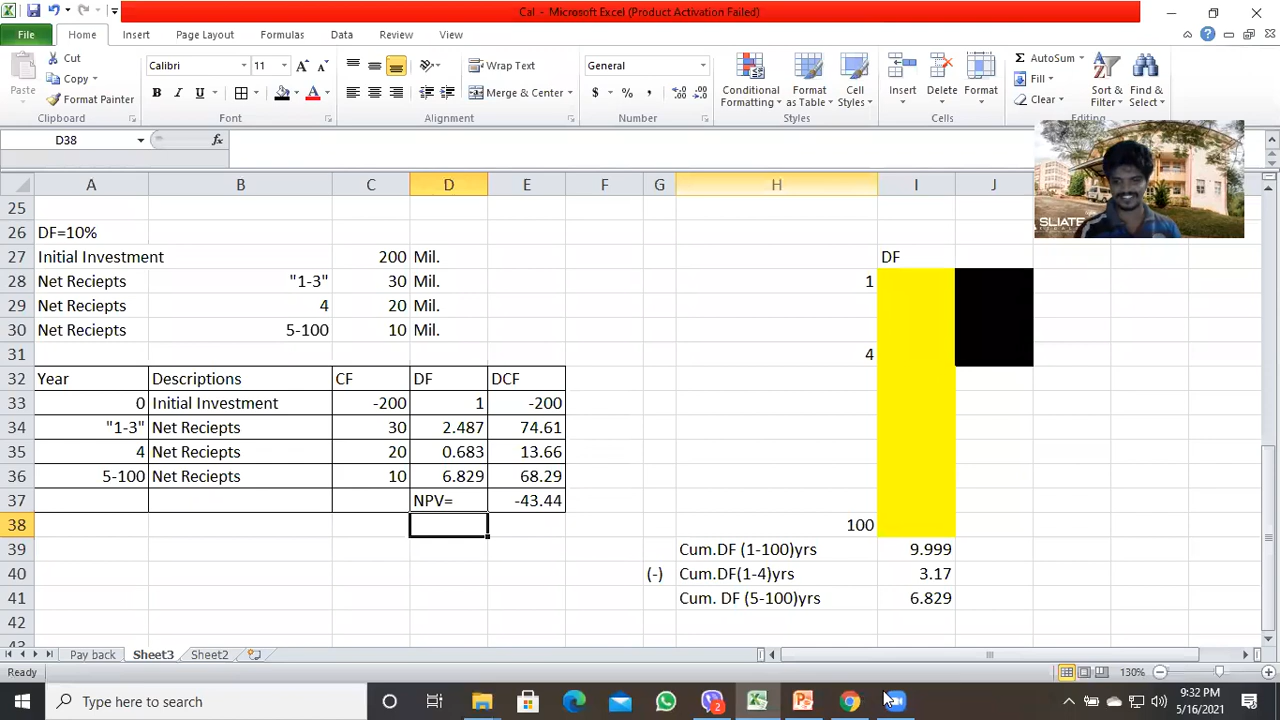 Cal - Microsoft Excel (Product Activation Failed)
File Home Insert Page Layout Formulas Data Review View
Cut
Copy
Format Painter
Paste
Calibri 11
B I U
Wrap Text
Merge & Center
General
$ % ,
Conditional Formatting
Format as Table
Cell Styles
Insert
Delete
Format
AutoSum
Fill
Clear
Sort & Filter
Find & Select
Clipboard Font Alignment Number Styles Cells Editing
D38 fx
SLIATE
A B C D E F G H I J
25
26 DF=10%
27 Initial Investment 200 Mil. DF
28 Net Reciepts "1-3" 30 Mil. 1
29 Net Reciepts 4 20 Mil.
30 Net Reciepts 5-100 10 Mil.
31 4
32 Year Descriptions CF DF DCF
33 0 Initial Investment -200 1 -200
34 "1-3" Net Reciepts 30 2.487 74.61
35 4 Net Reciepts 20 0.683 13.66
36 5-100 Net Reciepts 10 6.829 68.29
37 NPV= -43.44
38 100
39 Cum.DF (1-100)yrs 9.999
40 (-) Cum.DF(1-4)yrs 3.17
41 Cum. DF (5-100)yrs 6.829
42
43
Pay back Sheet3 Sheet2
Ready 130%
Type here to search
2
9:32 PM
5/16/2021